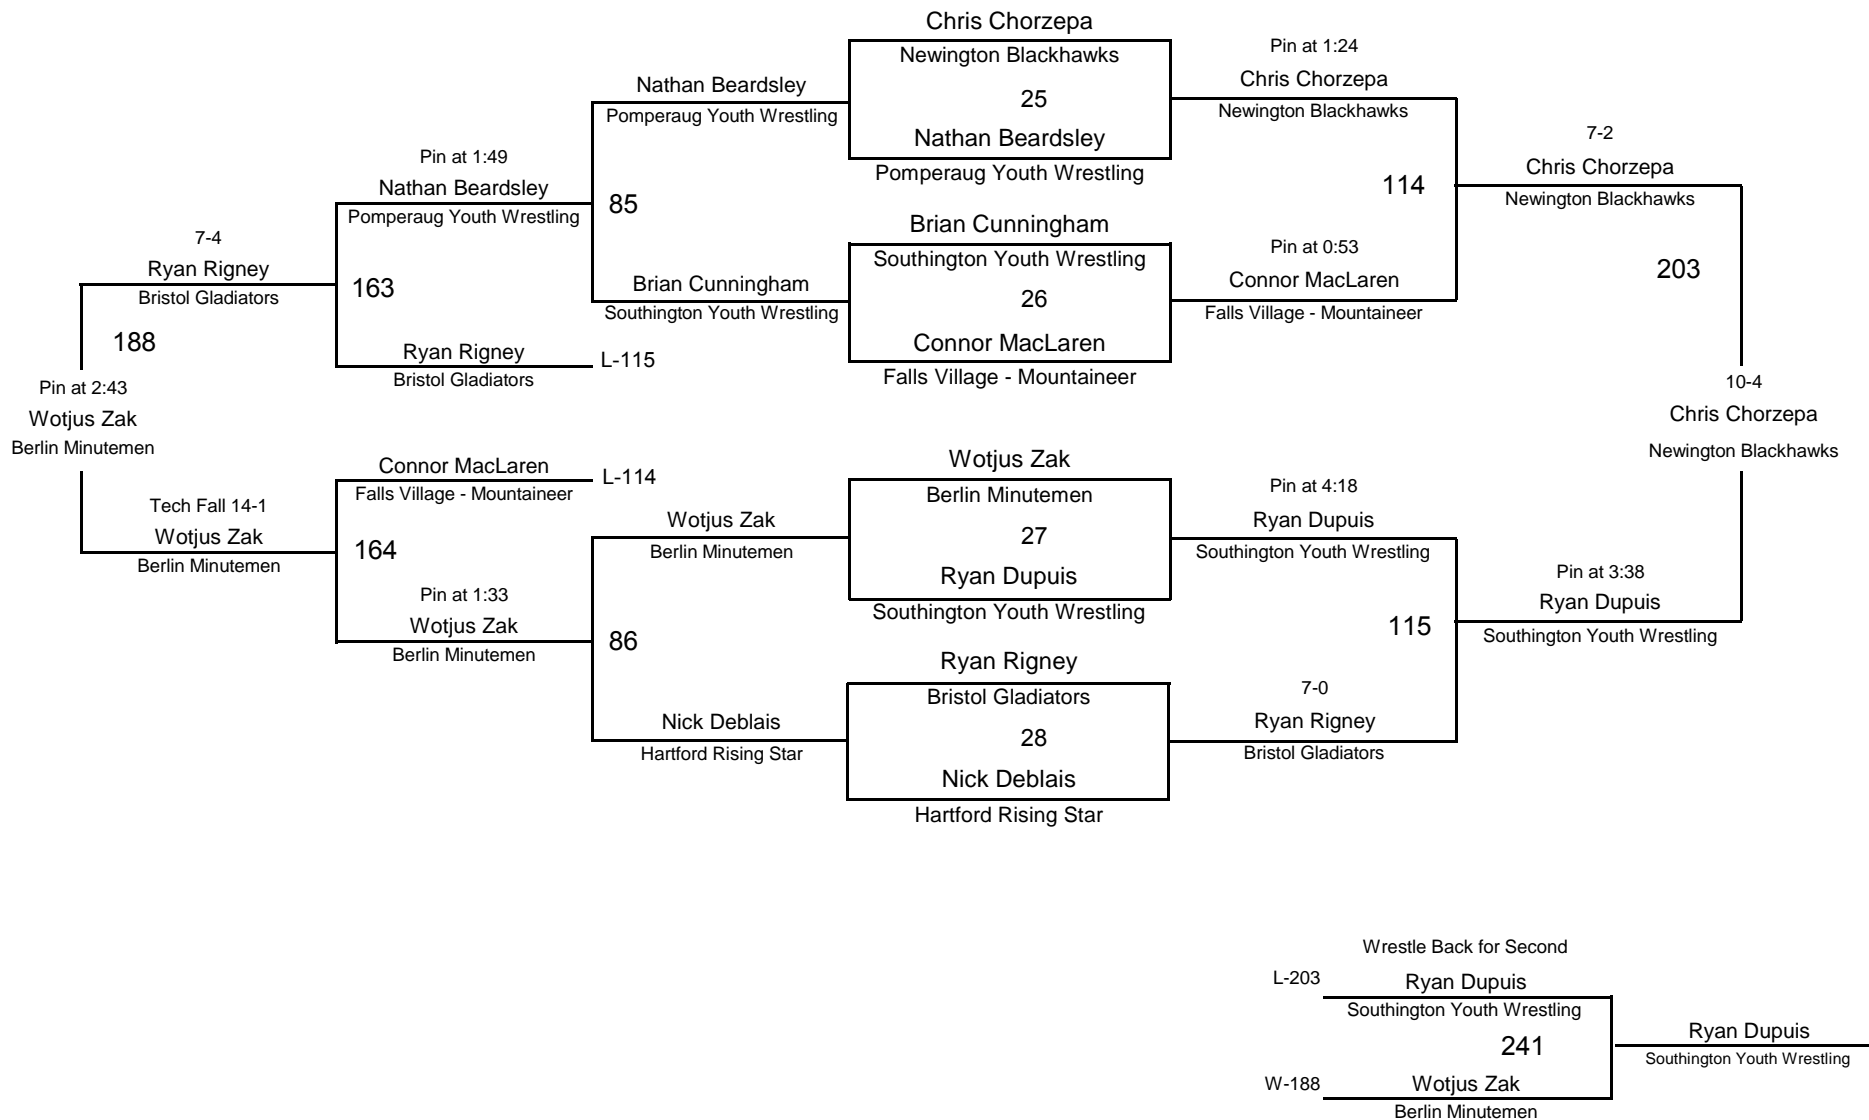 Chris Chorzepa
Newington Blackhawks
25
Nathan Beardsley
Pomperaug Youth Wrestling
Brian Cunningham
Southington Youth Wrestling
26
Connor MacLaren
Falls Village - Mountaineer
Wotjus Zak
Berlin Minutemen
27
Ryan Dupuis
Southington Youth Wrestling
Ryan Rigney
Bristol Gladiators
28
Nick Deblais
Hartford Rising Star
Pin at 1:24
Chris Chorzepa
Newington Blackhawks
114
Pin at 0:53
Connor MacLaren
Falls Village - Mountaineer
Pin at 4:18
Ryan Dupuis
Southington Youth Wrestling
115
7-0
Ryan Rigney
Bristol Gladiators
7-2
Chris Chorzepa
Newington Blackhawks
203
Pin at 3:38
Ryan Dupuis
Southington Youth Wrestling
10-4
Chris Chorzepa
Newington Blackhawks
Nathan Beardsley
Pomperaug Youth Wrestling
85
Brian Cunningham
Southington Youth Wrestling
Wotjus Zak
Berlin Minutemen
86
Nick Deblais
Hartford Rising Star
Pin at 1:49
Nathan Beardsley
Pomperaug Youth Wrestling
163
Ryan Rigney
L-115
Bristol Gladiators
Connor MacLaren
L-114
Falls Village - Mountaineer
164
Pin at 1:33
Wotjus Zak
Berlin Minutemen
7-4
Ryan Rigney
Bristol Gladiators
188
Tech Fall 14-1
Wotjus Zak
Berlin Minutemen
Pin at 2:43
Wotjus Zak
Berlin Minutemen
Wrestle Back for Second
L-203
Ryan Dupuis
Southington Youth Wrestling
241
W-188
Wotjus Zak
Berlin Minutemen
Ryan Dupuis
Southington Youth Wrestling